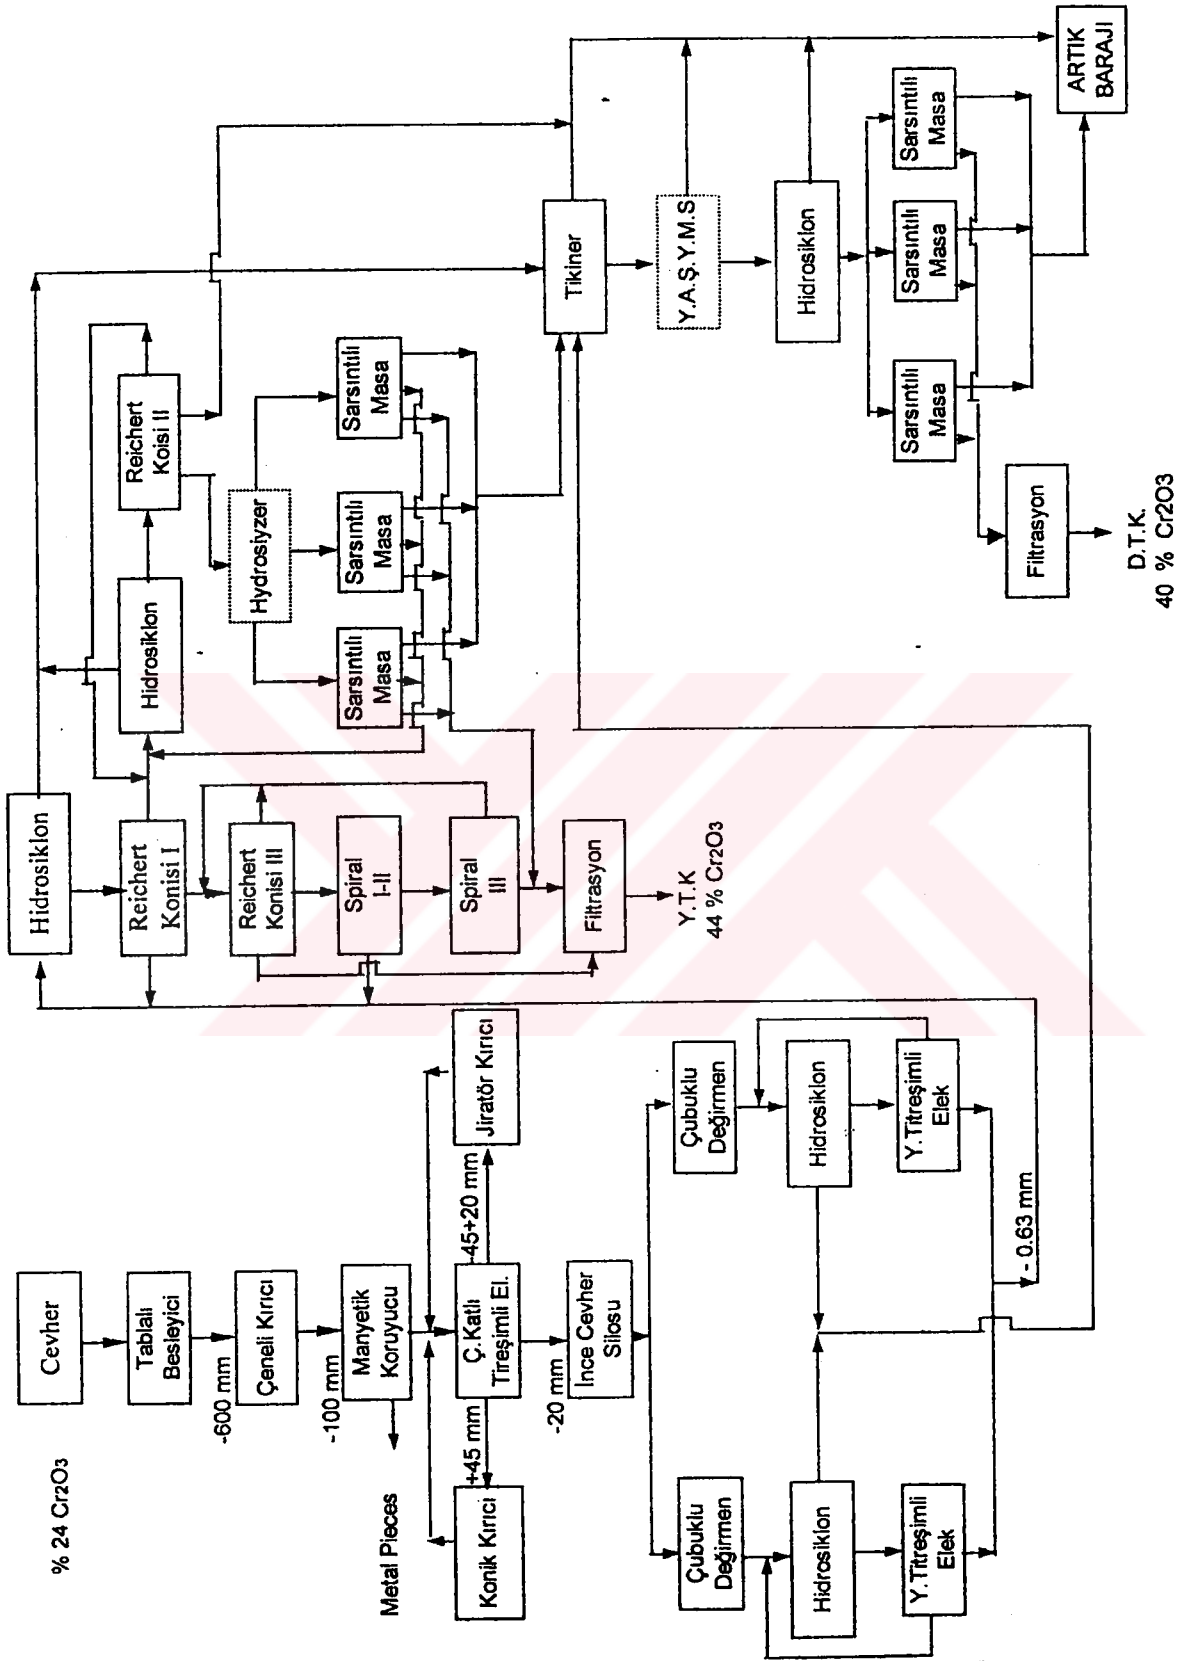 % 24 Cr2O3
Cevher
Tablalı
Besleyici
-600 mm
Çeneli Kırıcı
-100 mm
Manyetik
Koruyucu
Metal Pieces
Konik Kırıcı
+45 mm
Ç.Katlı
Tireşimli El.
-45+20 mm
Jiratör Kırıcı
-20 mm
İnce Cevher
Silosu
Çubuklu
Değirmen
Çubuklu
Değirmen
Hidrosiklon
Hidrosiklon
Y.Titreşimli
Elek
Y.Titreşimli
Elek
- 0.63 mm
Hidrosiklon
Reichert
Konisi I
Reichert
Konisi III
Spiral
I-II
Spiral
III
Filtrasyon
Y.T.K
44 % Cr2O3
Hidrosiklon
Reichert
Koisi II
Hydrosiyzer
Sarsıntılı
Masa
Sarsıntılı
Masa
Sarsıntılı
Masa
Tikiner
Y.A.Ş.Y.M.S
Hidrosiklon
Sarsıntılı
Masa
Sarsıntılı
Masa
Sarsıntılı
Masa
Filtrasyon
D.T.K.
40 % Cr2O3
ARTIK
BARAJI